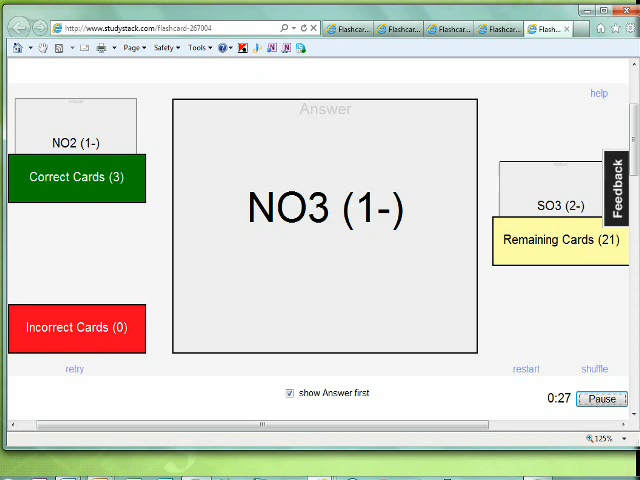 http://www.studystack.com/flashcard-267004
Flashcar...
Flashcar...
Flashcar...
Flashcar...
Flash...
Page
Safety
Tools
help
Answer
NO2 (1-)
Correct Cards (3)
NO3 (1-)
SO3 (2-)
Remaining Cards (21)
Feedback
Incorrect Cards (0)
retry
restart
shuffle
show Answer first
0:27
Pause
125%